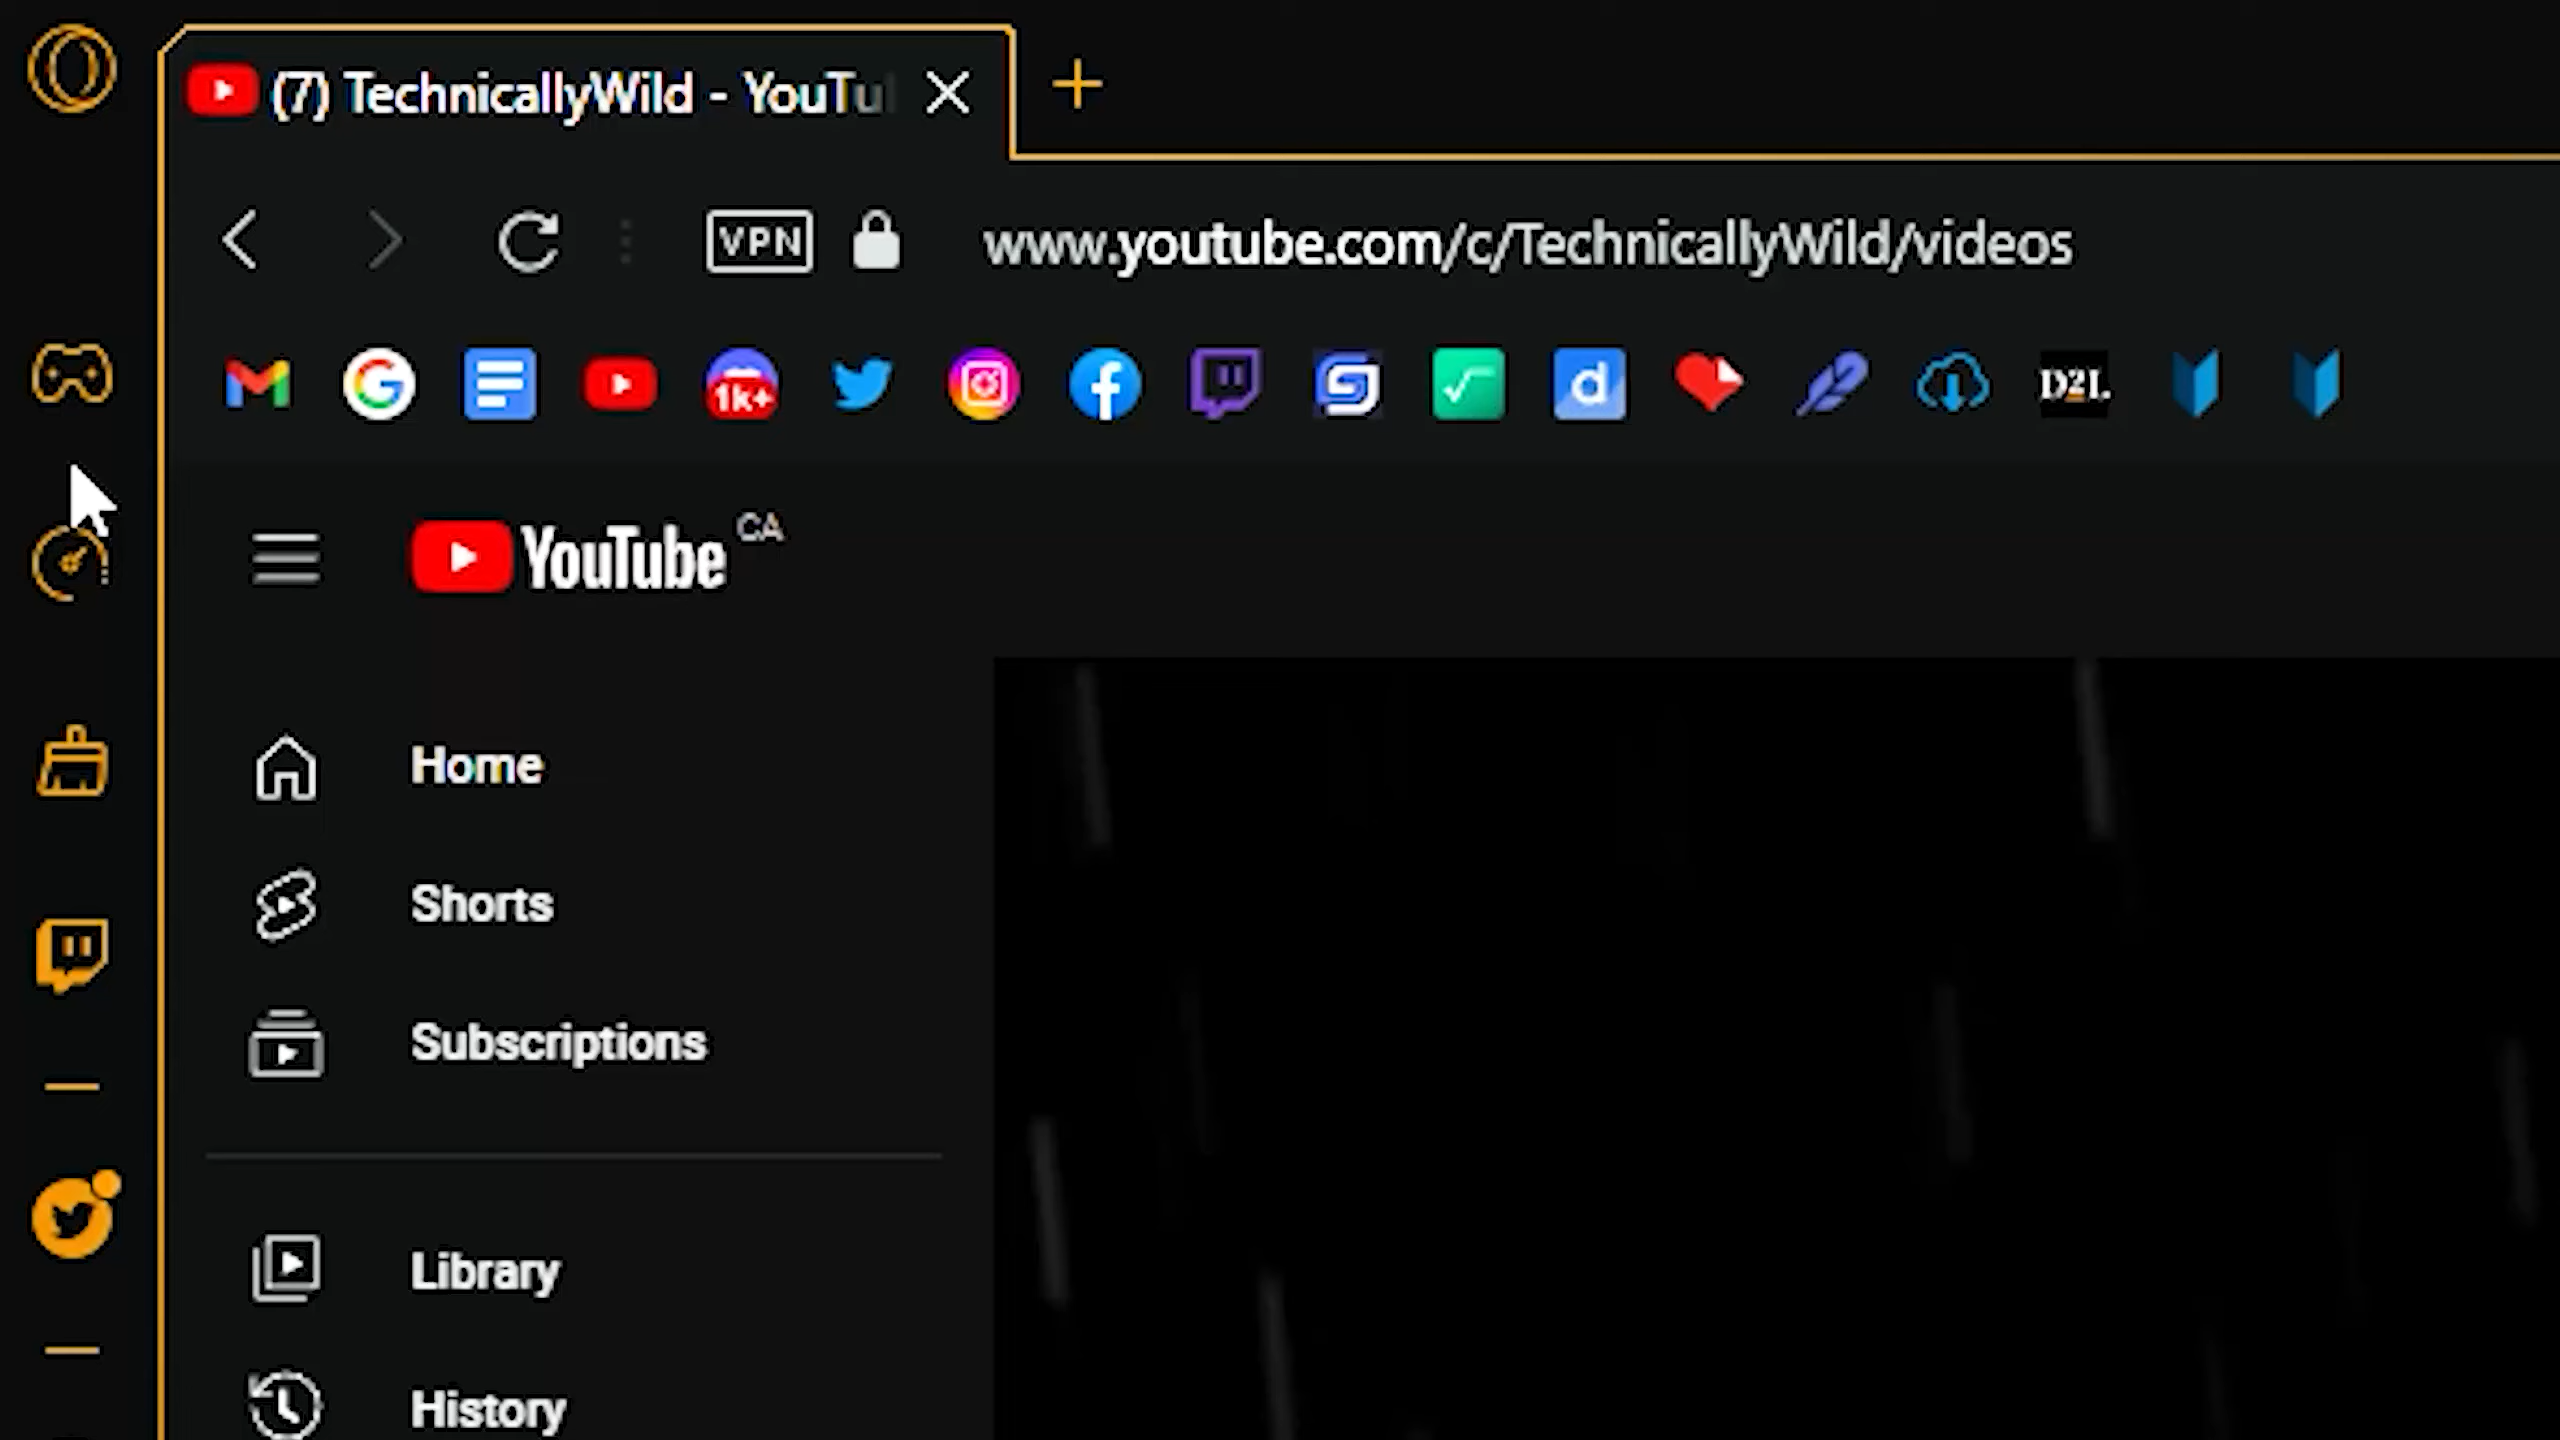 (7) TechnicallyWild - YouTu
VPN
www.youtube.com/c/TechnicallyWild/videos
1k+
D2L
YouTube CA
Home
Shorts
Subscriptions
Library
History